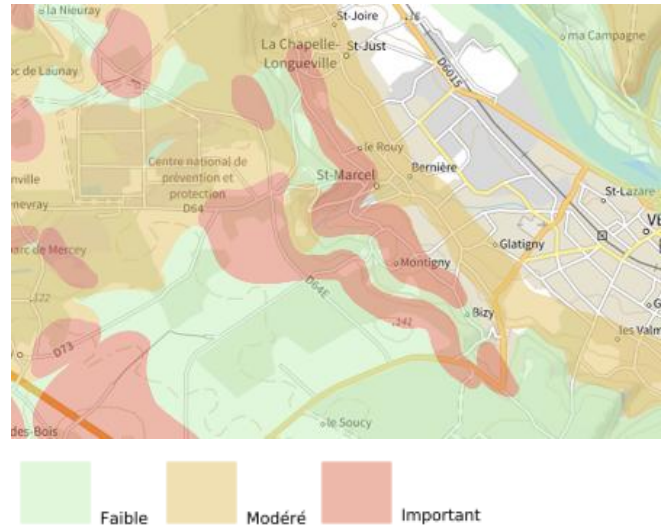 la Nieuray
St-Joire
ma Campagne
La Chapelle-
Longueville
St-Just
D6015
oc de Launay
le Rouy
Centre national de
prévention et
protection
Bernière
St-Marcel
nville
St-Lazare
menevray
D64
Glatigny
arc de Mercey
Montigny
D64E
Bizy
les Valm
141
D73
le Soucy
des-Bois
Faible
Modéré
Important